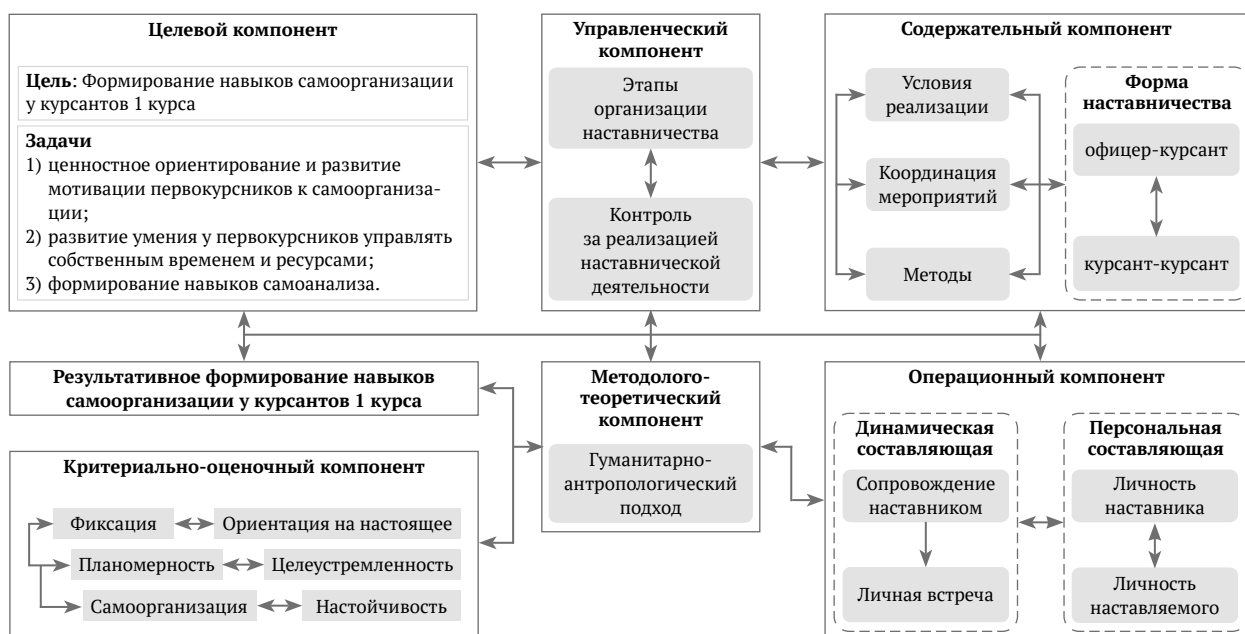 Целевой компонент
Цель: Формирование навыков самоорганизации
у курсантов 1 курса
Задачи
1) ценностное ориентирование и развитие
мотивации первокурсников к самоорганиза-
ции;
2) развитие умения у первокурсников управлять
собственным временем и ресурсами;
3) формирование навыков самоанализа.
Управленческий
компонент
Этапы
организации
наставничества
Контроль
за реализацией
наставнической
деятельности
Содержательный компонент
Условия
реализации
Координация
мероприятий
Методы
Форма
наставничества
офицер-курсант
курсант-курсант
Результативное формирование навыков
самоорганизации у курсантов 1 курса
Критериально-оценочный компонент
Фиксация
Ориентация на настоящее
Планомерность
Целеустремленность
Самоорганизация
Настойчивость
Методолого-
теоретический
компонент
Гуманитарно-
антропологический
подход
Операционный компонент
Динамическая
составляющая
Сопровождение
наставником
Личная встреча
Персональная
составляющая
Личность
наставника
Личность
наставляемого